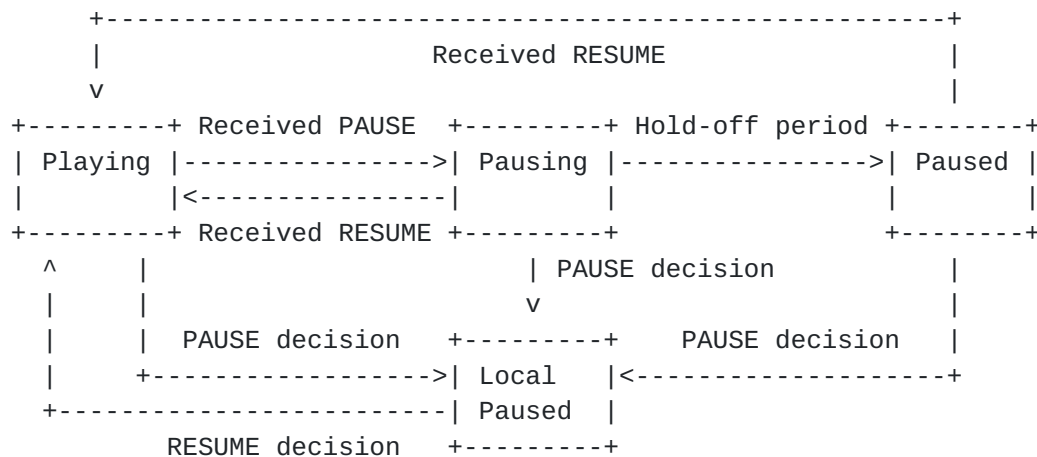 Received RESUME
Received PAUSE Hold-off period
Playing Pausing Paused
Received RESUME
PAUSE decision
PAUSE decision PAUSE decision
Local
Paused
RESUME decision